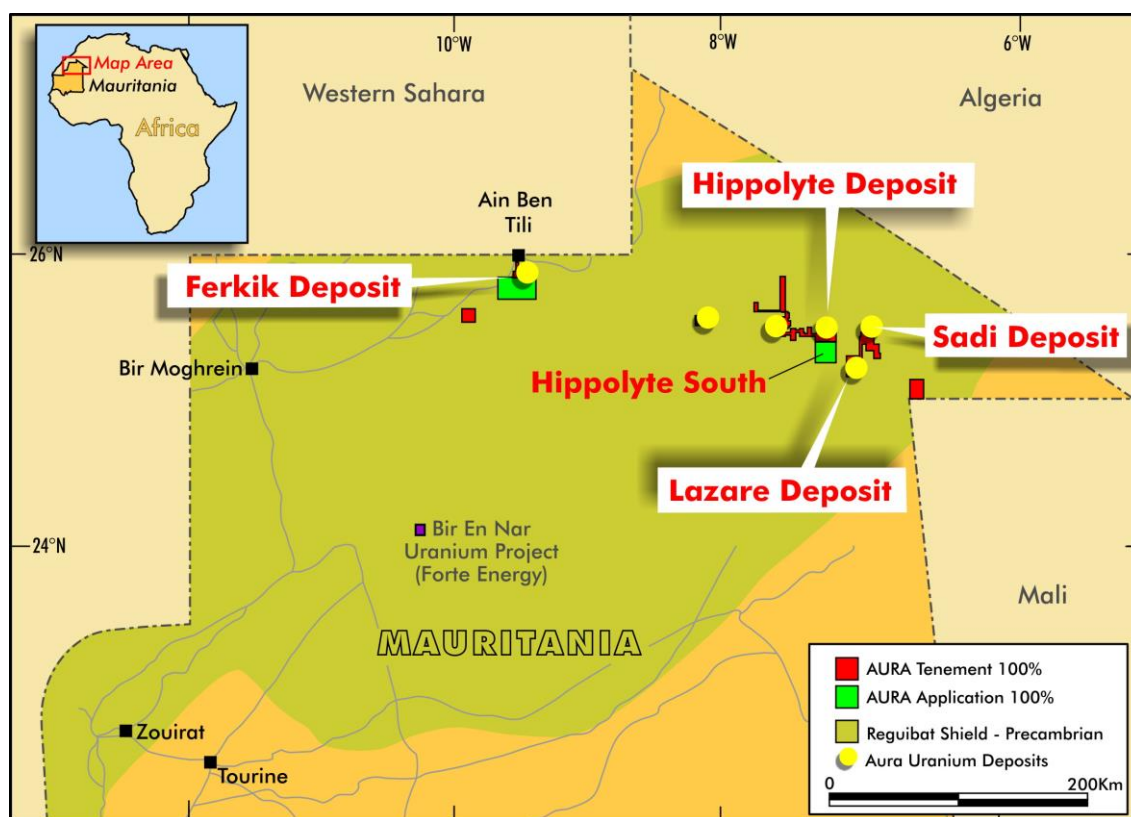 10°W
8°W
6°W
Map Area
Mauritania
Africa
Western Sahara
Algeria
Hippolyte Deposit
Ain Ben
Tili
26°N
Ferkik Deposit
Sadi Deposit
Bir Moghrein
Hippolyte South
Lazare Deposit
24°N
Bir En Nar
Uranium Project
(Forte Energy)
Mali
MAURITANIA
AURA Tenement 100%
AURA Application 100%
Reguibat Shield - Precambrian
Aura Uranium Deposits
0
200Km
Zouirat
Tourine